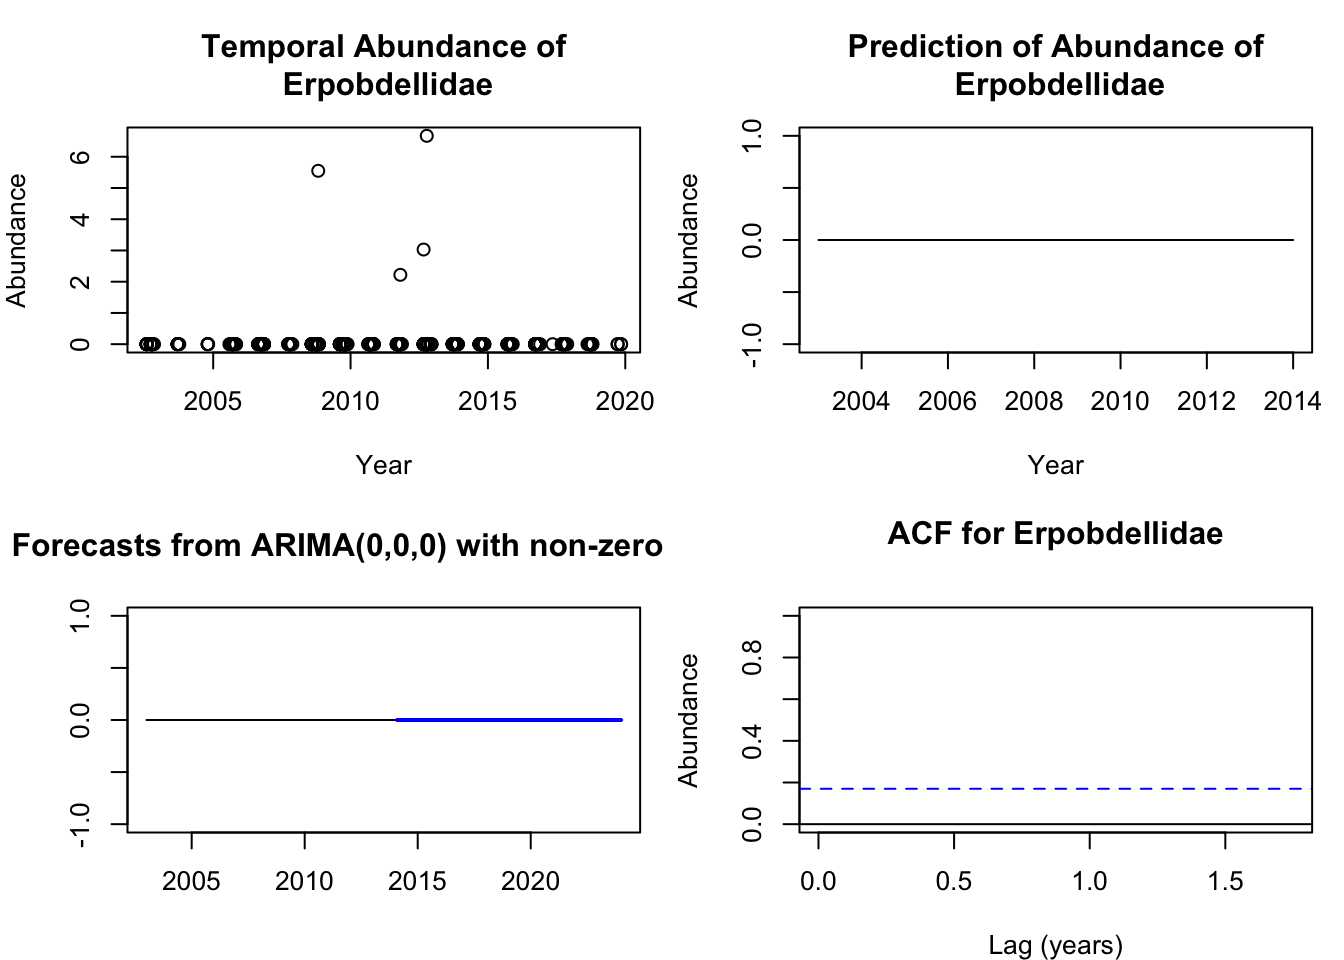 Temporal Abundance of
Erpobdellidae
Abundance
6
4
2
0
2005 2010 2015 2020
Year
Prediction of Abundance of
Erpobdellidae
Abundance
1.0
0.0
-1.0
2004 2006 2008 2010 2012 2014
Year
Forecasts from ARIMA(0,0,0) with non-zero
1.0
0.0
-1.0
2005 2010 2015 2020
ACF for Erpobdellidae
Abundance
0.8
0.4
0.0
0.0 0.5 1.0 1.5
Lag (years)